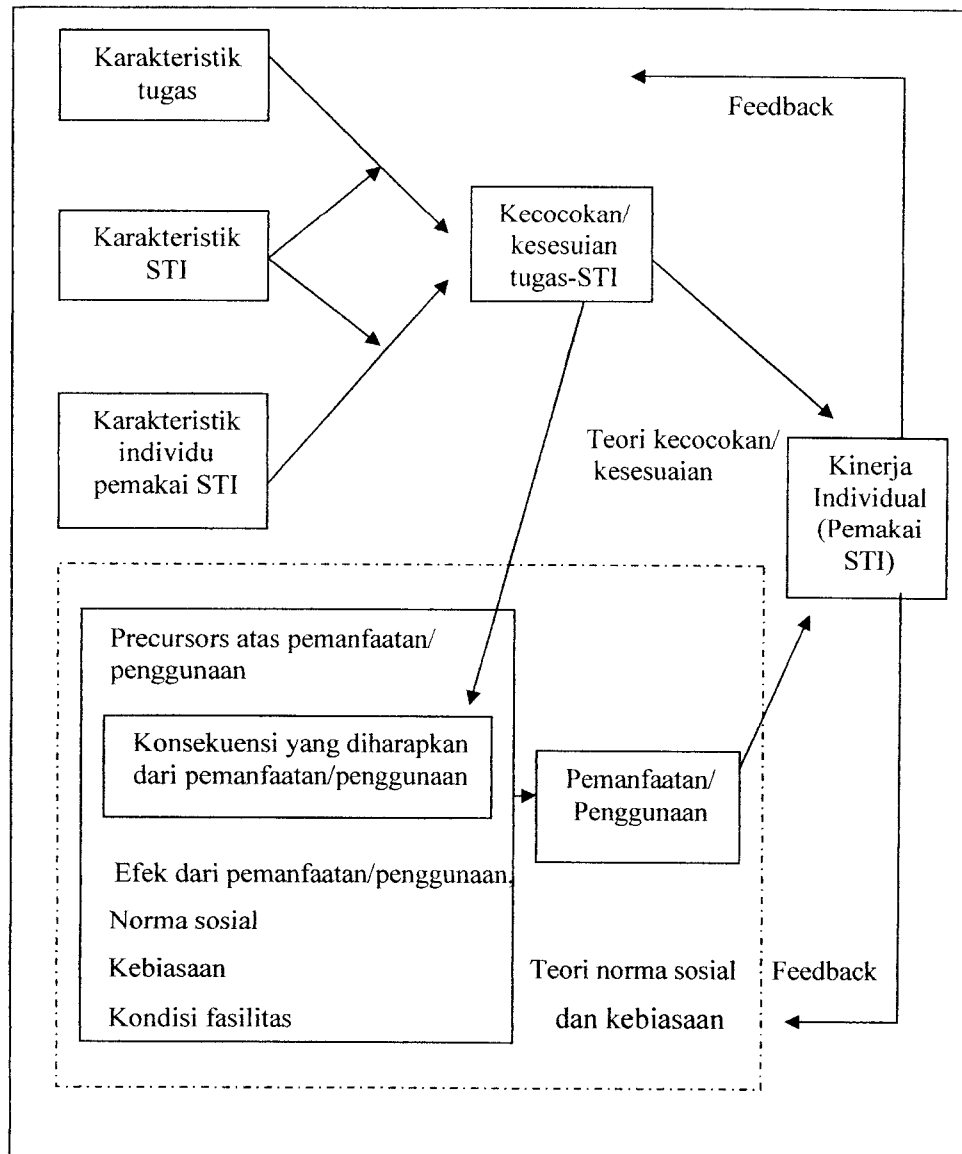 Karakteristik
tugas
Feedback
Karakteristik
STI
Kecocokan/
kesesuian
tugas-STI
Karakteristik
individu
pemakai STI
Teori kecocokan/
kesesuaian
Kinerja
Individual
(Pemakai
STI)
Precursors atas pemanfaatan/
penggunaan
Konsekuensi yang diharapkan
dari pemanfaatan/penggunaan
Pemanfaatan/
Penggunaan
Efek dari pemanfaatan/penggunaan,
Norma sosial
Kebiasaan
Kondisi fasilitas
Teori norma sosial
dan kebiasaan
Feedback